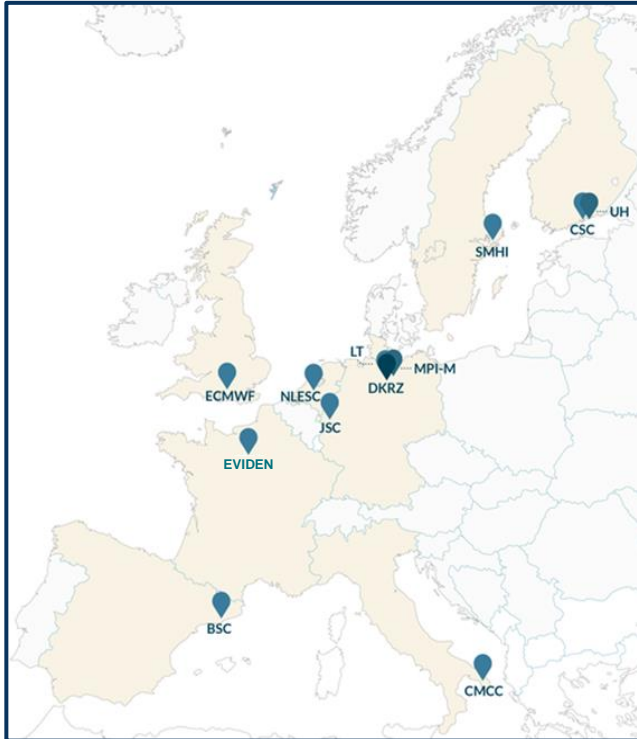 UH
CSC
SMHI
LT
MPI-M
DKRZ
ECMWF
NLESC
JSC
EVIDEN
BSC
CMCC